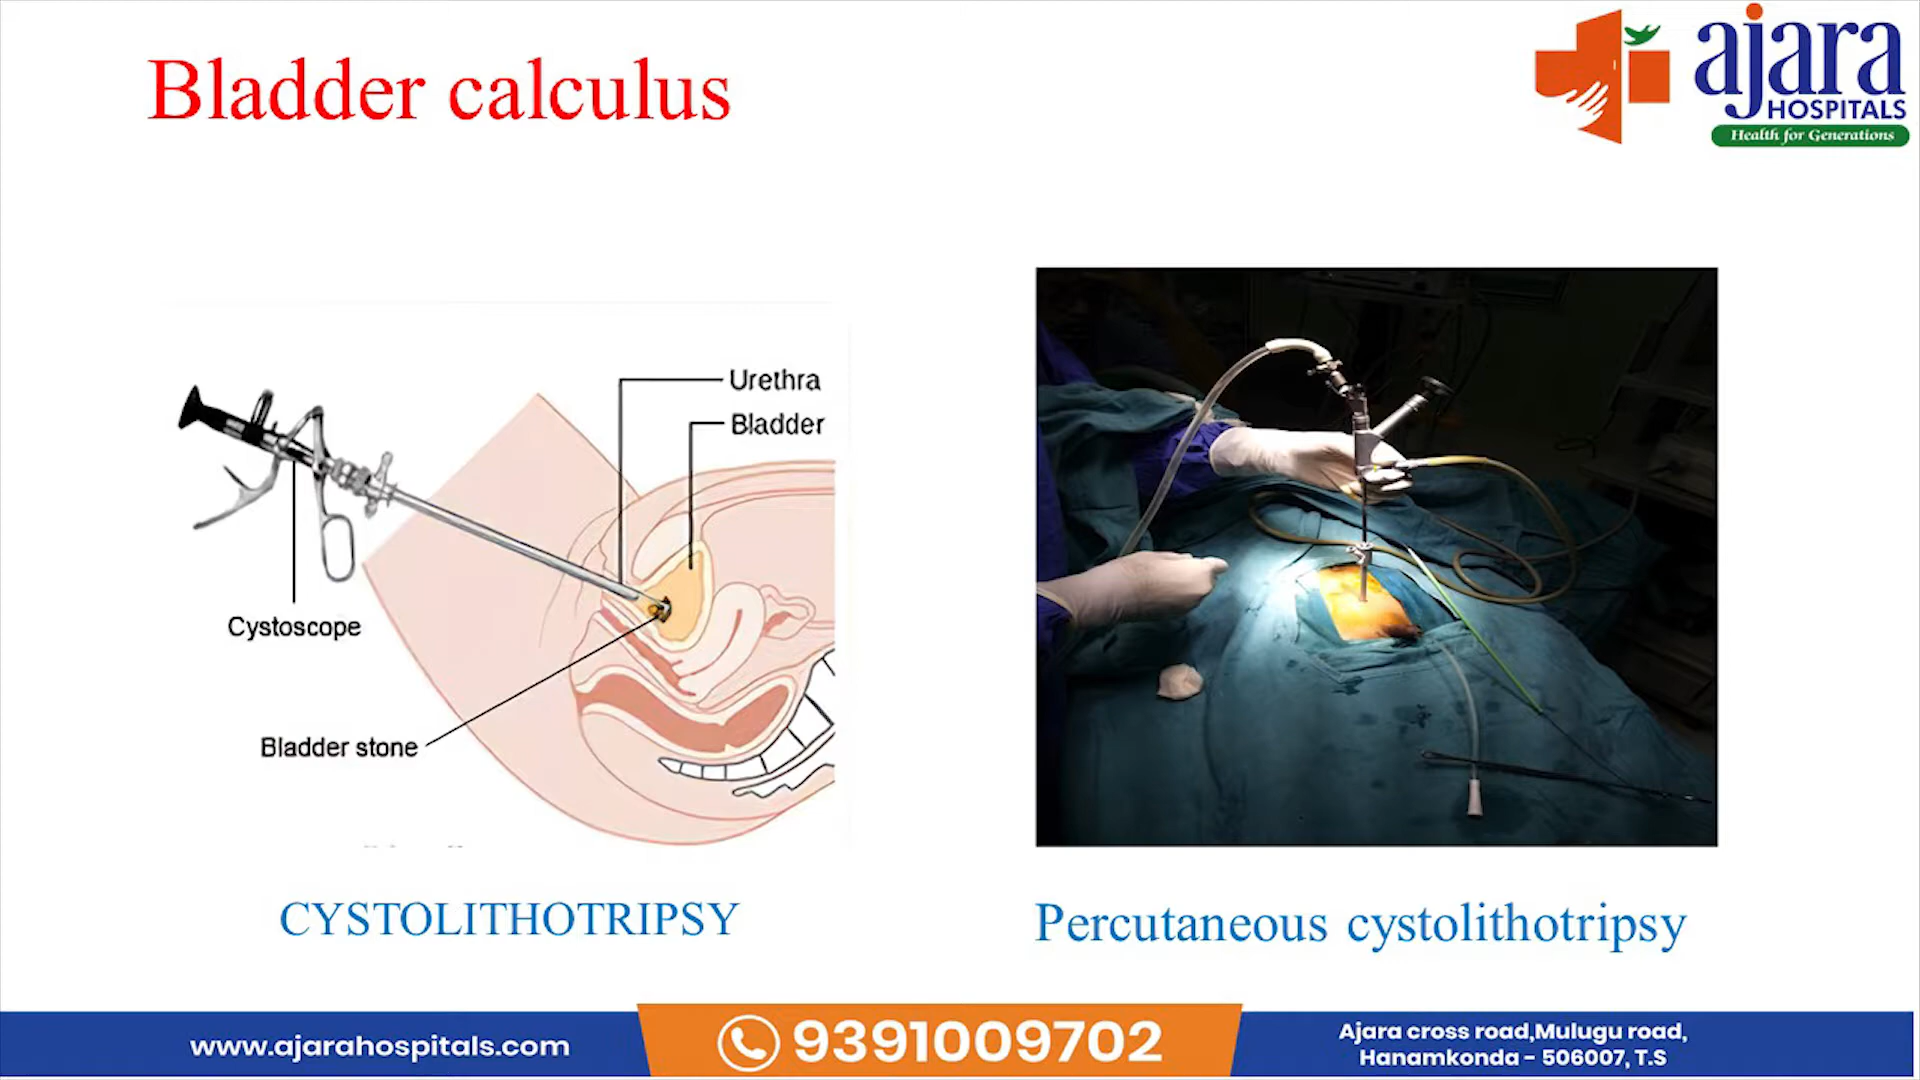 Bladder calculus
ajara
HOSPITALS
Health for Generations
Urethra
Bladder
Cystoscope
Bladder stone
CYSTOLITHOTRIPSY
Percutaneous cystolithotripsy
www.ajarahospitals.com
9391009702
Ajara cross road,Mulugu road,
Hanamkonda - 506007, T.S